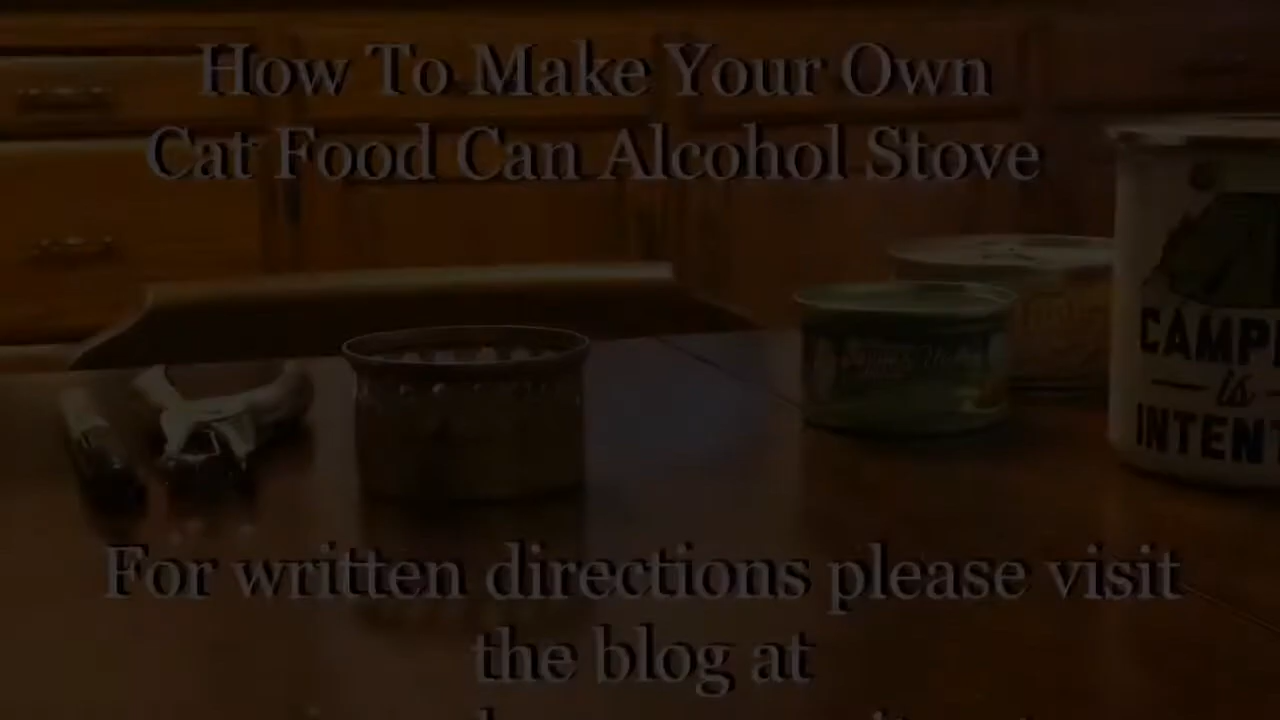 How To Make Your Own
Cat Food Can Alcohol Stove
CAMP
is
INTEN
For written directions please visit
the blog at